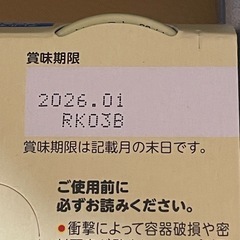 賞味期限
2026.01
RK03B
賞味期限は記載月の末日です。
ご使用前に
必ずお読みください。
●衝撃によって容器破損や密